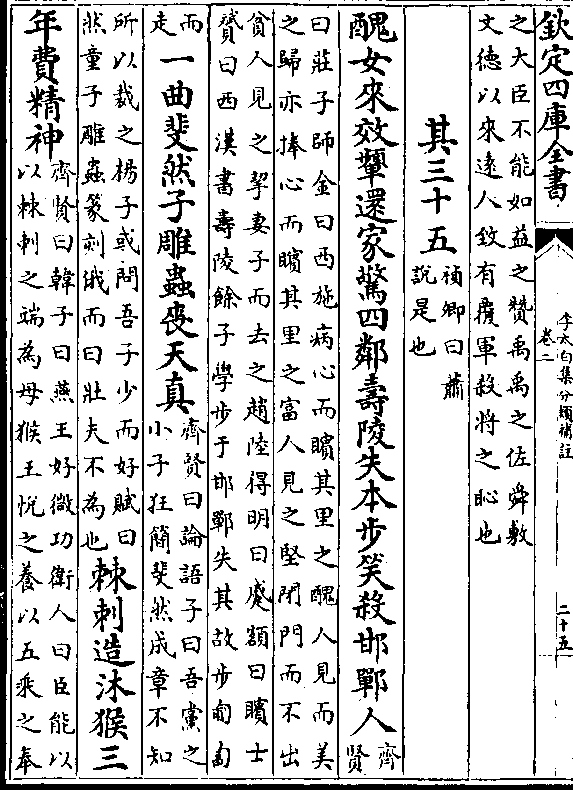 欽定四庫全書
李太白集分類補註
卷二
二十五
之大臣不能如益之贊禹禹之佐舜敷
文德以來遠人致有覆軍殺將之恥也
其三十五
禎卿曰蕭
說是也
醜女來效顰還家驚四鄰壽陵失本步笑殺邯鄲人
齊
賢
曰莊子師金曰西施病心而矉其里之醜人見而美
之歸亦捧心而矉其里之富人見之堅閉門而不出
貧人見之挈妻子而去之趙陸得明曰蹙額曰矉士
贇曰西漢書壽陵餘子學步于邯鄲失其故步匍匐
而
走
一曲斐然子雕蟲喪天真
齊賢曰論語子曰吾黨之
小子狂簡斐然成章不知
所以裁之楊子或問吾子少而好賦曰
然童子雕蟲篆刻俄而曰壯夫不為也
棘刺造沐猴三
年費精神
齊賢曰韓子曰燕王好微功衛人曰臣能以
以棘刺之端為母猴王悅之養以五乘之奉